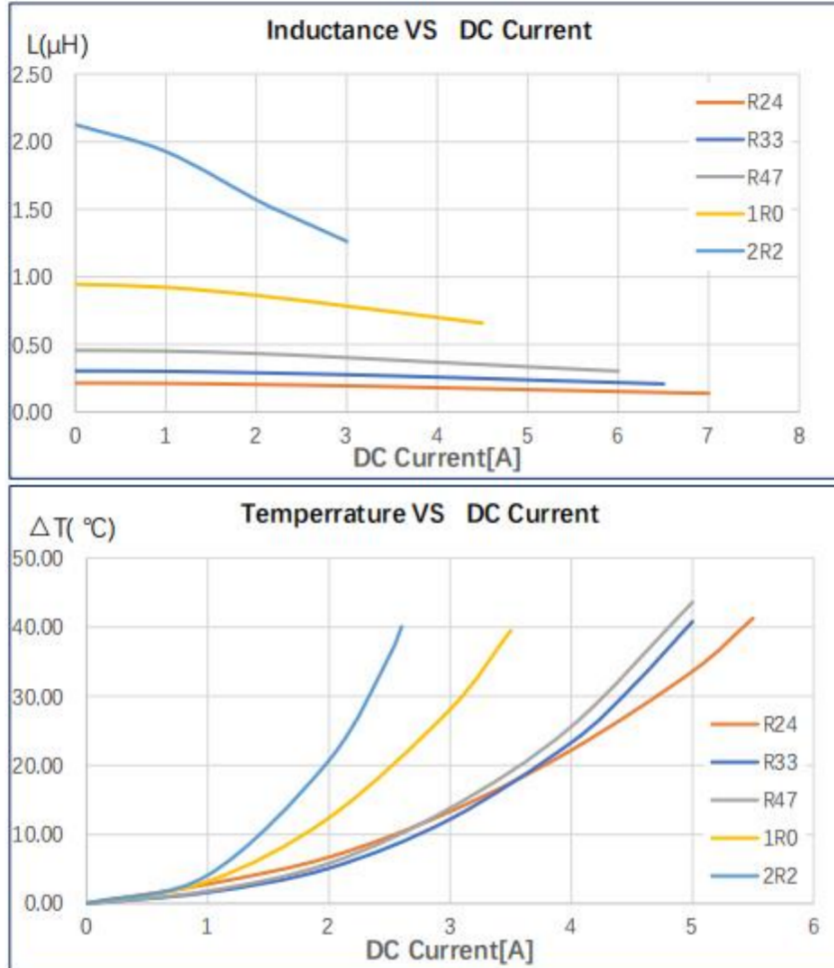 Inductance VS DC Current
L(μH)
2.50
2.00
1.50
1.00
0.50
0.00
0 1 2 3 4 5 6 7 8
DC Current[A]
R24
R33
R47
1R0
2R2
Temperrature VS DC Current
△T( ℃)
50.00
40.00
30.00
20.00
10.00
0.00
0 1 2 3 4 5 6
DC Current[A]
R24
R33
R47
1R0
2R2